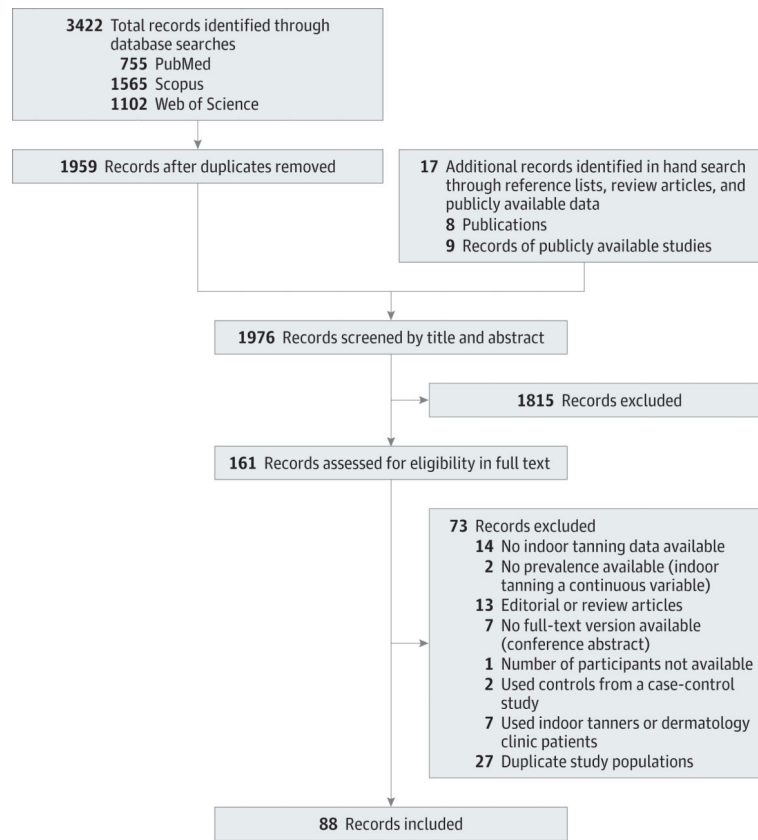 3422 Total records identified through
database searches
755 PubMed
1565 Scopus
1102 Web of Science
1959 Records after duplicates removed
17 Additional records identified in hand search
through reference lists, review articles, and
publicly available data
8 Publications
9 Records of publicly available studies
1976 Records screened by title and abstract
1815 Records excluded
161 Records assessed for eligibility in full text
73 Records excluded
14 No indoor tanning data available
2 No prevalence available (indoor
tanning a continuous variable)
13 Editorial or review articles
7 No full-text version available
(conference abstract)
1 Number of participants not available
2 Used controls from a case-control
study
7 Used indoor tanners or dermatology
clinic patients
27 Duplicate study populations
88 Records included